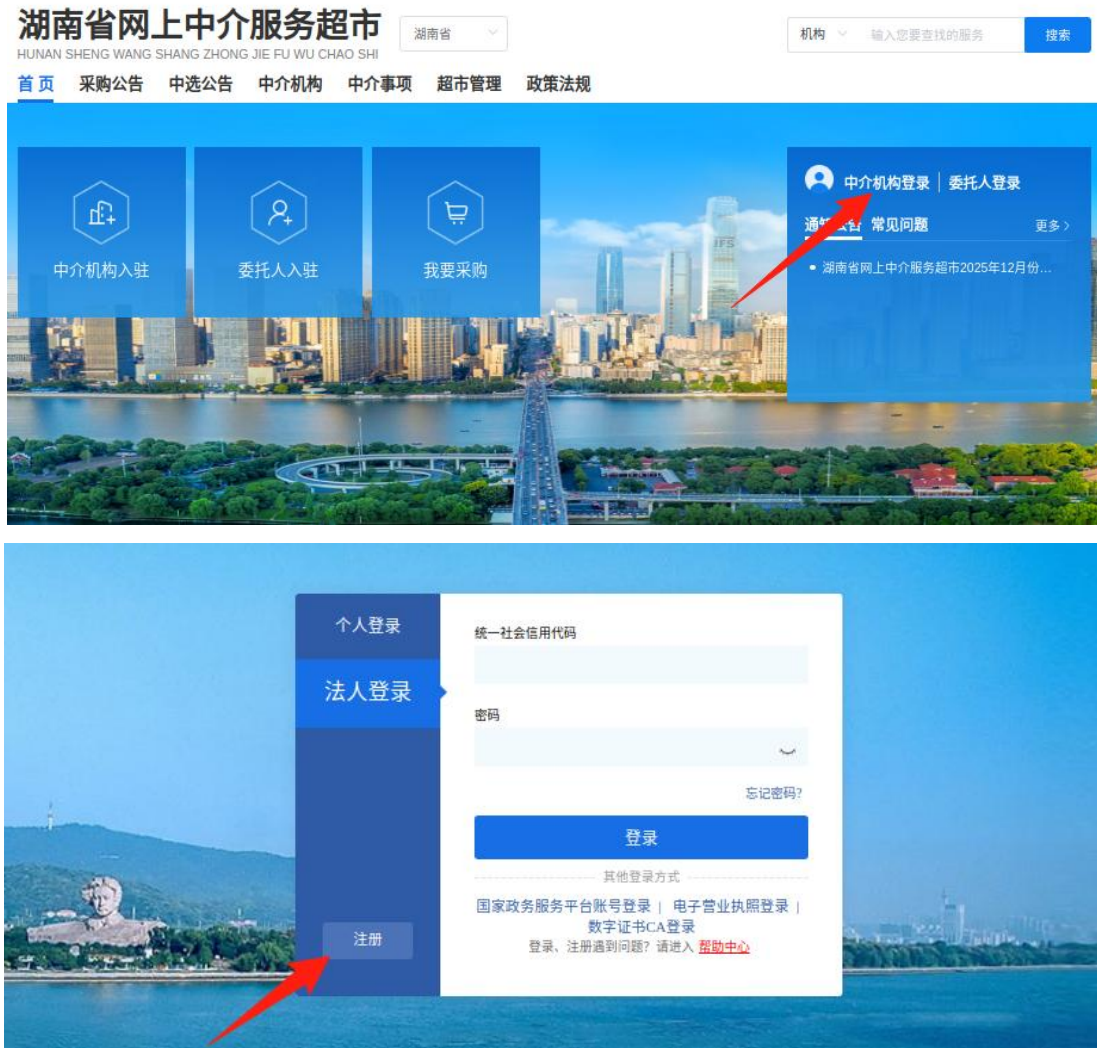 湖南省网上中介服务超市
HUNAN SHENG WANG SHANG ZHONG JIE FU WU CHAO SHI
湖南省
机构 输入您要查找的服务 搜索
首页 采购公告 中选公告 中介机构 中介事项 超市管理 政策法规
中介机构登录 | 委托人登录
通知公告 常见问题 更多>
• 湖南省网上中介服务超市2025年12月份...
中介机构入驻 委托人入驻 我要采购
IFS
个人登录
法人登录
注册
统一社会信用代码
密码
忘记密码?
登录
其他登录方式
国家政务服务平台账号登录 | 电子营业执照登录 |
数字证书CA登录
登录、注册遇到问题? 请进入 帮助中心